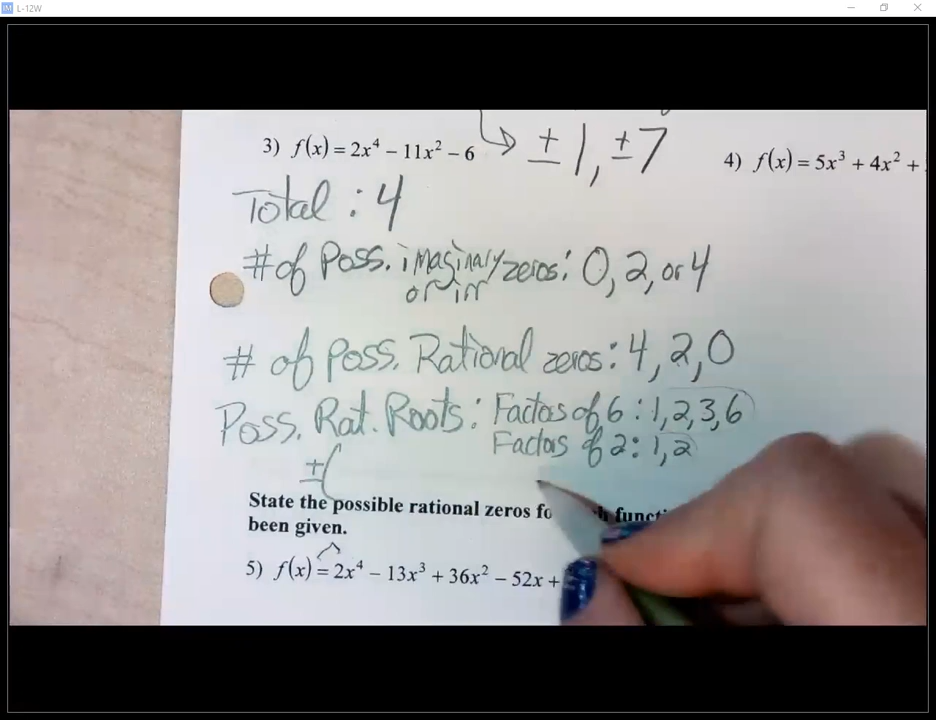 L-12W
3) f(x) = 2x⁴ − 11x² − 6
± 1, ± 7
4) f(x) = 5x³ + 4x² +
Total : 4
# of Poss. imaginary zeros: 0, 2, or 4
or irr
# of Poss. Rational zeros: 4, 2, 0
Poss. Rat. Roots: Factors of 6 : 1, 2, 3, 6
Factors of 2: 1, 2
±(
State the possible rational zeros
been given.
5) f(x) = 2x⁴ − 13x³ + 36x² − 52x +